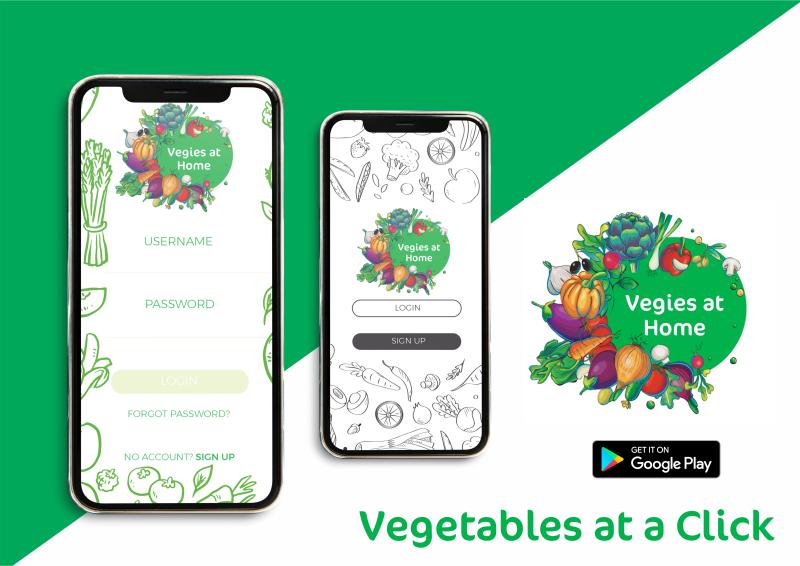 Vegies at
Home
USERNAME
PASSWORD
LOGIN
FORGOT PASSWORD?
NO ACCOUNT? SIGN UP
Vegies at
Home
LOGIN
SIGN UP
Vegies at
Home
GET IT ON
Google Play
Vegetables at a Click